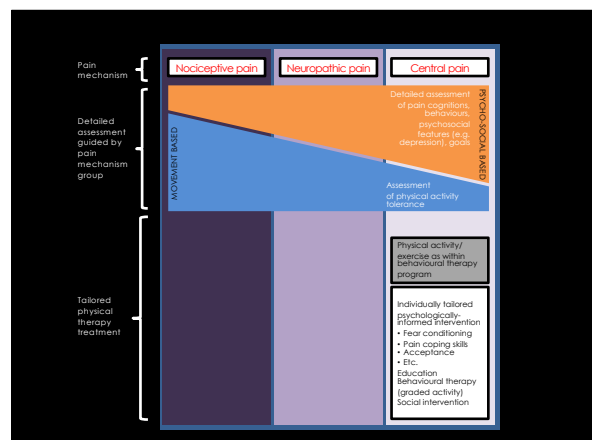 Pain
mechanism
Nociceptive pain
Neuropathic pain
Central pain
Detailed
assessment
guided by
pain
mechanism
group
MOVEMENT BASED
Detailed assessment
of pain cognitions,
behaviours,
psychosocial
features (e.g.
depression), goals
PSYCHO-SOCIAL BASED
Assessment
of physical activity
tolerance
Tailored
physical
therapy
treatment
Physical activity/
exercise as within
behavioural therapy
program
Individually tailored
psychologically-
informed intervention
• Fear conditioning
• Pain coping skills
• Acceptance
• Etc.
Education
Behavioural therapy
(graded activity)
Social intervention